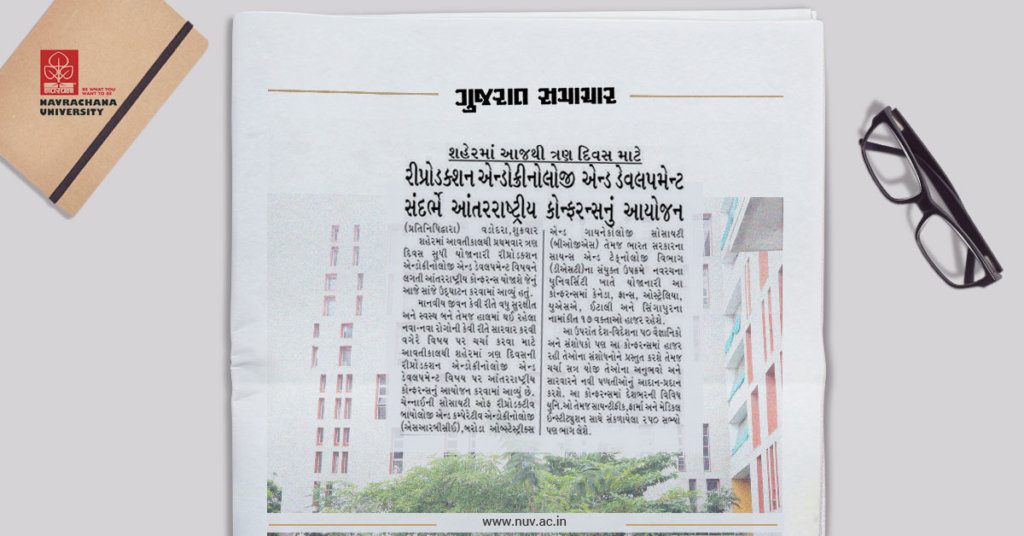 નવરચના
BE WHAT YOU
WANT TO BE
NAVRACHANA
UNIVERSITY
ગુજરાત સમાચાર
શહેરમાં આજથી ત્રણ દિવસ માટે
રીપ્રોડક્શન એન્ડોક્રીનોલોજી એન્ડ ડેવલપમેન્ટ
સંદર્ભે આંતરરાષ્ટ્રીય કોન્ફરન્સનું આયોજન
(પ્રતિનિધિદ્વારા) વડોદરા,શુક્રવાર
શહેરમાં આવતીકાલથી પ્રથમવાર ત્રણ
દિવસ સુધી યોજાનારી રીપ્રોડક્શન
એન્ડોક્રીનોલોજી એન્ડ ડેવલપમેન્ટ વિષયને
લગતી આંતરરાષ્ટ્રીય કોન્ફરન્સ યોજાશે જેનું
આજે સાંજે ઉદ્દઘાટન કરવામાં આવ્યું હતું.
માનવીય જીવન કેવી રીતે વધુ સુરક્ષીત
અને સ્વસ્થ બને તેમજ હાલમાં થઈ રહેલા
નવા-નવા રોગોની કેવી રીતે સારવાર કરવી
વગેરે વિષય પર ચર્ચા કરવા માટે
આવતીકાલથી શહેરમાં ત્રણ દિવસની
રીપ્રોડક્શન એન્ડોક્રીનોલોજી એન્ડ
ડેવલપમેન્ટ વિષય પર આંતરરાષ્ટ્રીય
કોન્ફરન્સનું આયોજન કરવામાં આવ્યું છે.
ચેન્નાઈની સોસાયટી ઓફ રીપ્રોડક્ટીવ
બાયોલોજી એન્ડ કમ્પેરેટીવ એન્ડોક્રીનોલોજી
(એસઆરબીસીઈ),બરોડા ઓબ્સ્ટેસ્ટ્રીક્સ
એન્ડ ગાયનેકોલોજી સોસાયટી
(બીઓજીએસ) તેમજ ભારત સરકારના
સાયન્સ એન્ડ ટેકનોલોજી વિભાગ
(ડીએસટી)ના સંયુક્ત ઉપક્રમે નવરચના
યુનિવર્સિટી ખાતે યોજાનારી આ
કોન્ફરન્સમાં કેનેડા, ફ્રાન્સ, ઓસ્ટ્રેલિયા,
યુએસએ, ઈટાલી અને સિંગાપુરના
નામાંકીત ૧૭ વક્તાઓ હાજર રહેશે.
આ ઉપરાંત દેશ-વિદેશના ૫૦ વૈજ્ઞાનિકો
અને સંશોધકો પણ આ કોન્ફરન્સમાં હાજર
રહી તેઓના સંશોધનોને પ્રસ્તુત કરશે તેમજ
ચર્ચા સત્ર યોજી તેઓના અનુભવો અને
સારવારને નવી પધ્ધતીઓનું આદાન-પ્રદાન
કરશે. આ કોન્ફરન્સમાં દેશભરની વિવિધ
યુનિ.ઓ તેમજ સાયન્ટીફીક,ફાર્મા અને મેડિકલ
ઈન્સ્ટીટ્યુશન સાથે સંકળાયેલા ૨૫૦ સભ્યો
પણ ભાગ લેશે.
www.nuv.ac.in